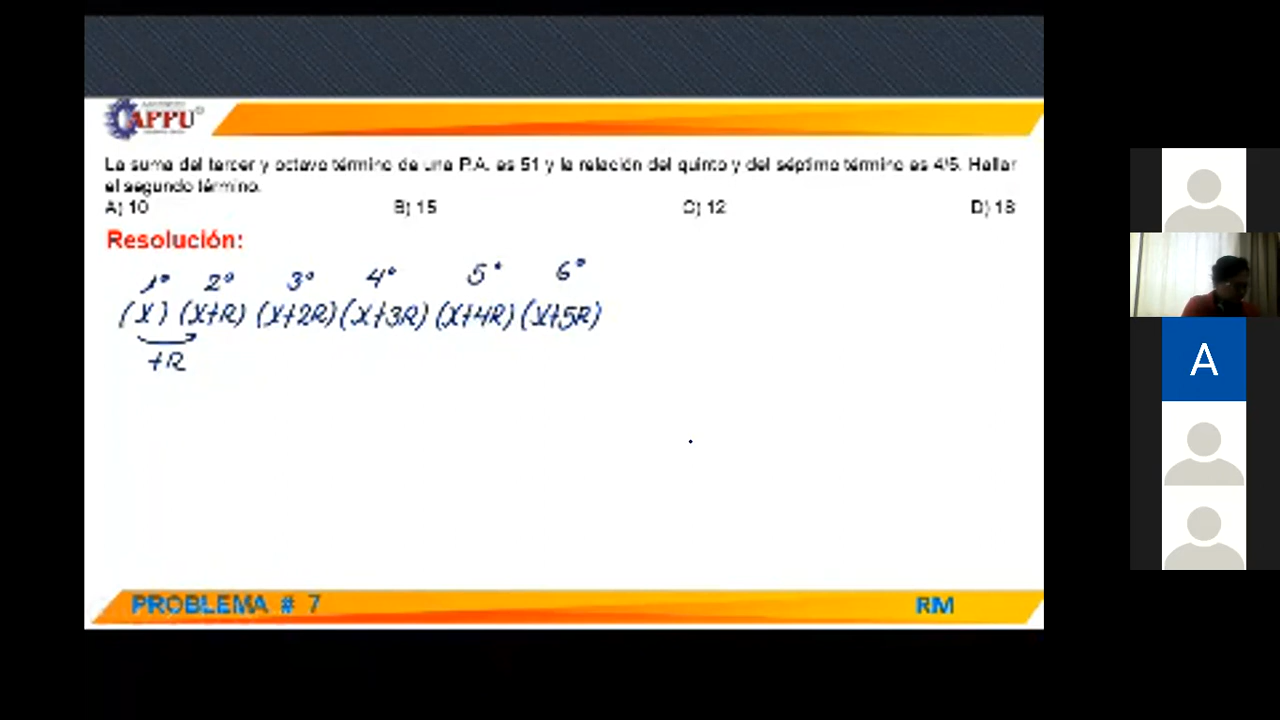 APPU
La suma del tercer y octavo término de una P.A. es 51 y la relación del quinto y del séptimo término es 4/5. Hallar
el segundo término.
A) 10 B) 15 C) 12 D) 18
Resolución:
1° 2° 3° 4° 5° 6°
(X) (X+R) (X+2R) (X+3R) (X+4R) (X+5R)
+R
PROBLEMA # 7 RM
A